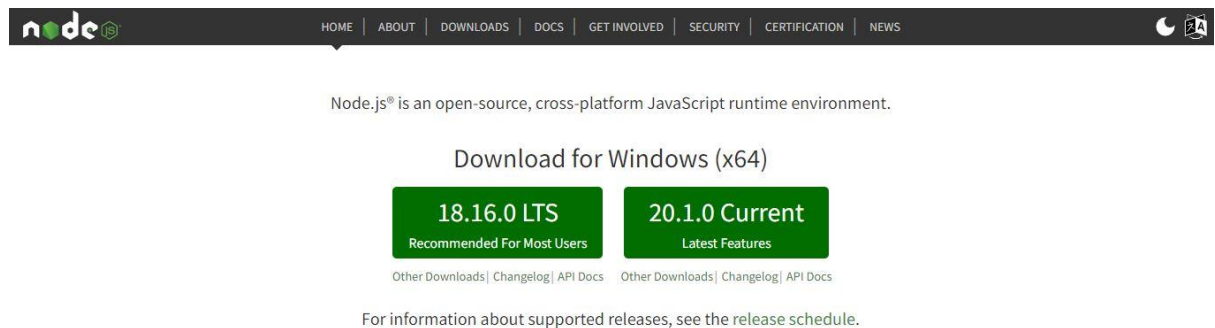 node JS
HOME | ABOUT | DOWNLOADS | DOCS | GET INVOLVED | SECURITY | CERTIFICATION | NEWS
Node.js® is an open-source, cross-platform JavaScript runtime environment.
Download for Windows (x64)
18.16.0 LTS 20.1.0 Current
Recommended For Most Users Latest Features
Other Downloads | Changelog | API Docs Other Downloads | Changelog | API Docs
For information about supported releases, see the release schedule.